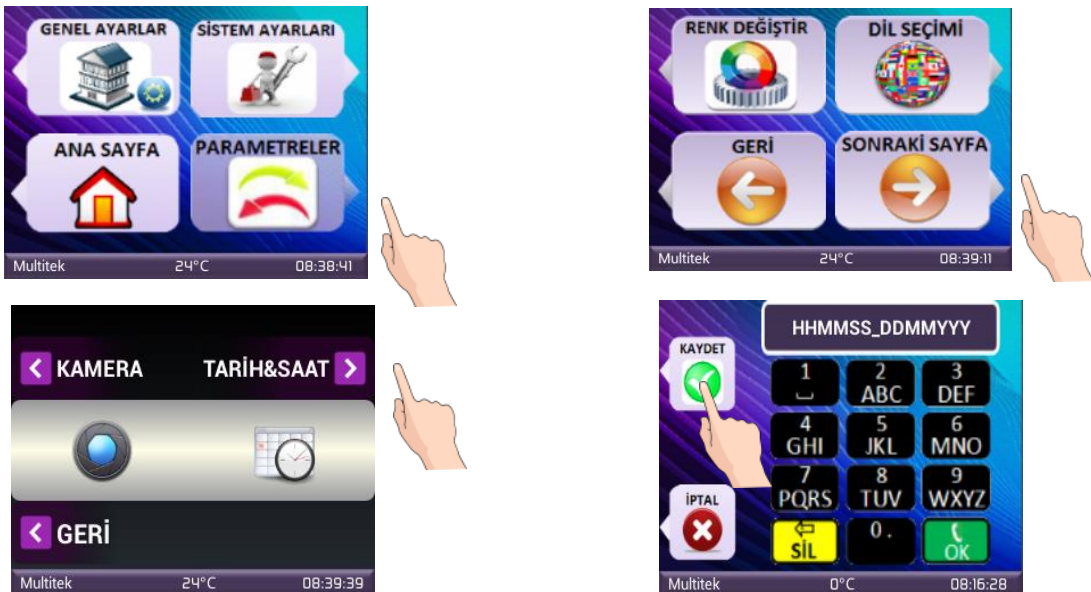 GENEL AYARLAR SİSTEM AYARLARI
ANA SAYFA PARAMETRELER
Multitek 24°C 08:38:41
RENK DEĞİŞTİR DİL SEÇİMİ
GERİ SONRAKİ SAYFA
Multitek 24°C 08:39:11
KAMERA TARİH&SAAT
GERİ
Multitek 24°C 08:39:39
HHMMSS_DDMMYYY
KAYDET
1 2 3
ABC DEF
4 5 6
GHI JKL MNO
7 8 9
PQRS TUV WXYZ
İPTAL
0 .
SİL OK
Multitek 0°C 08:16:28